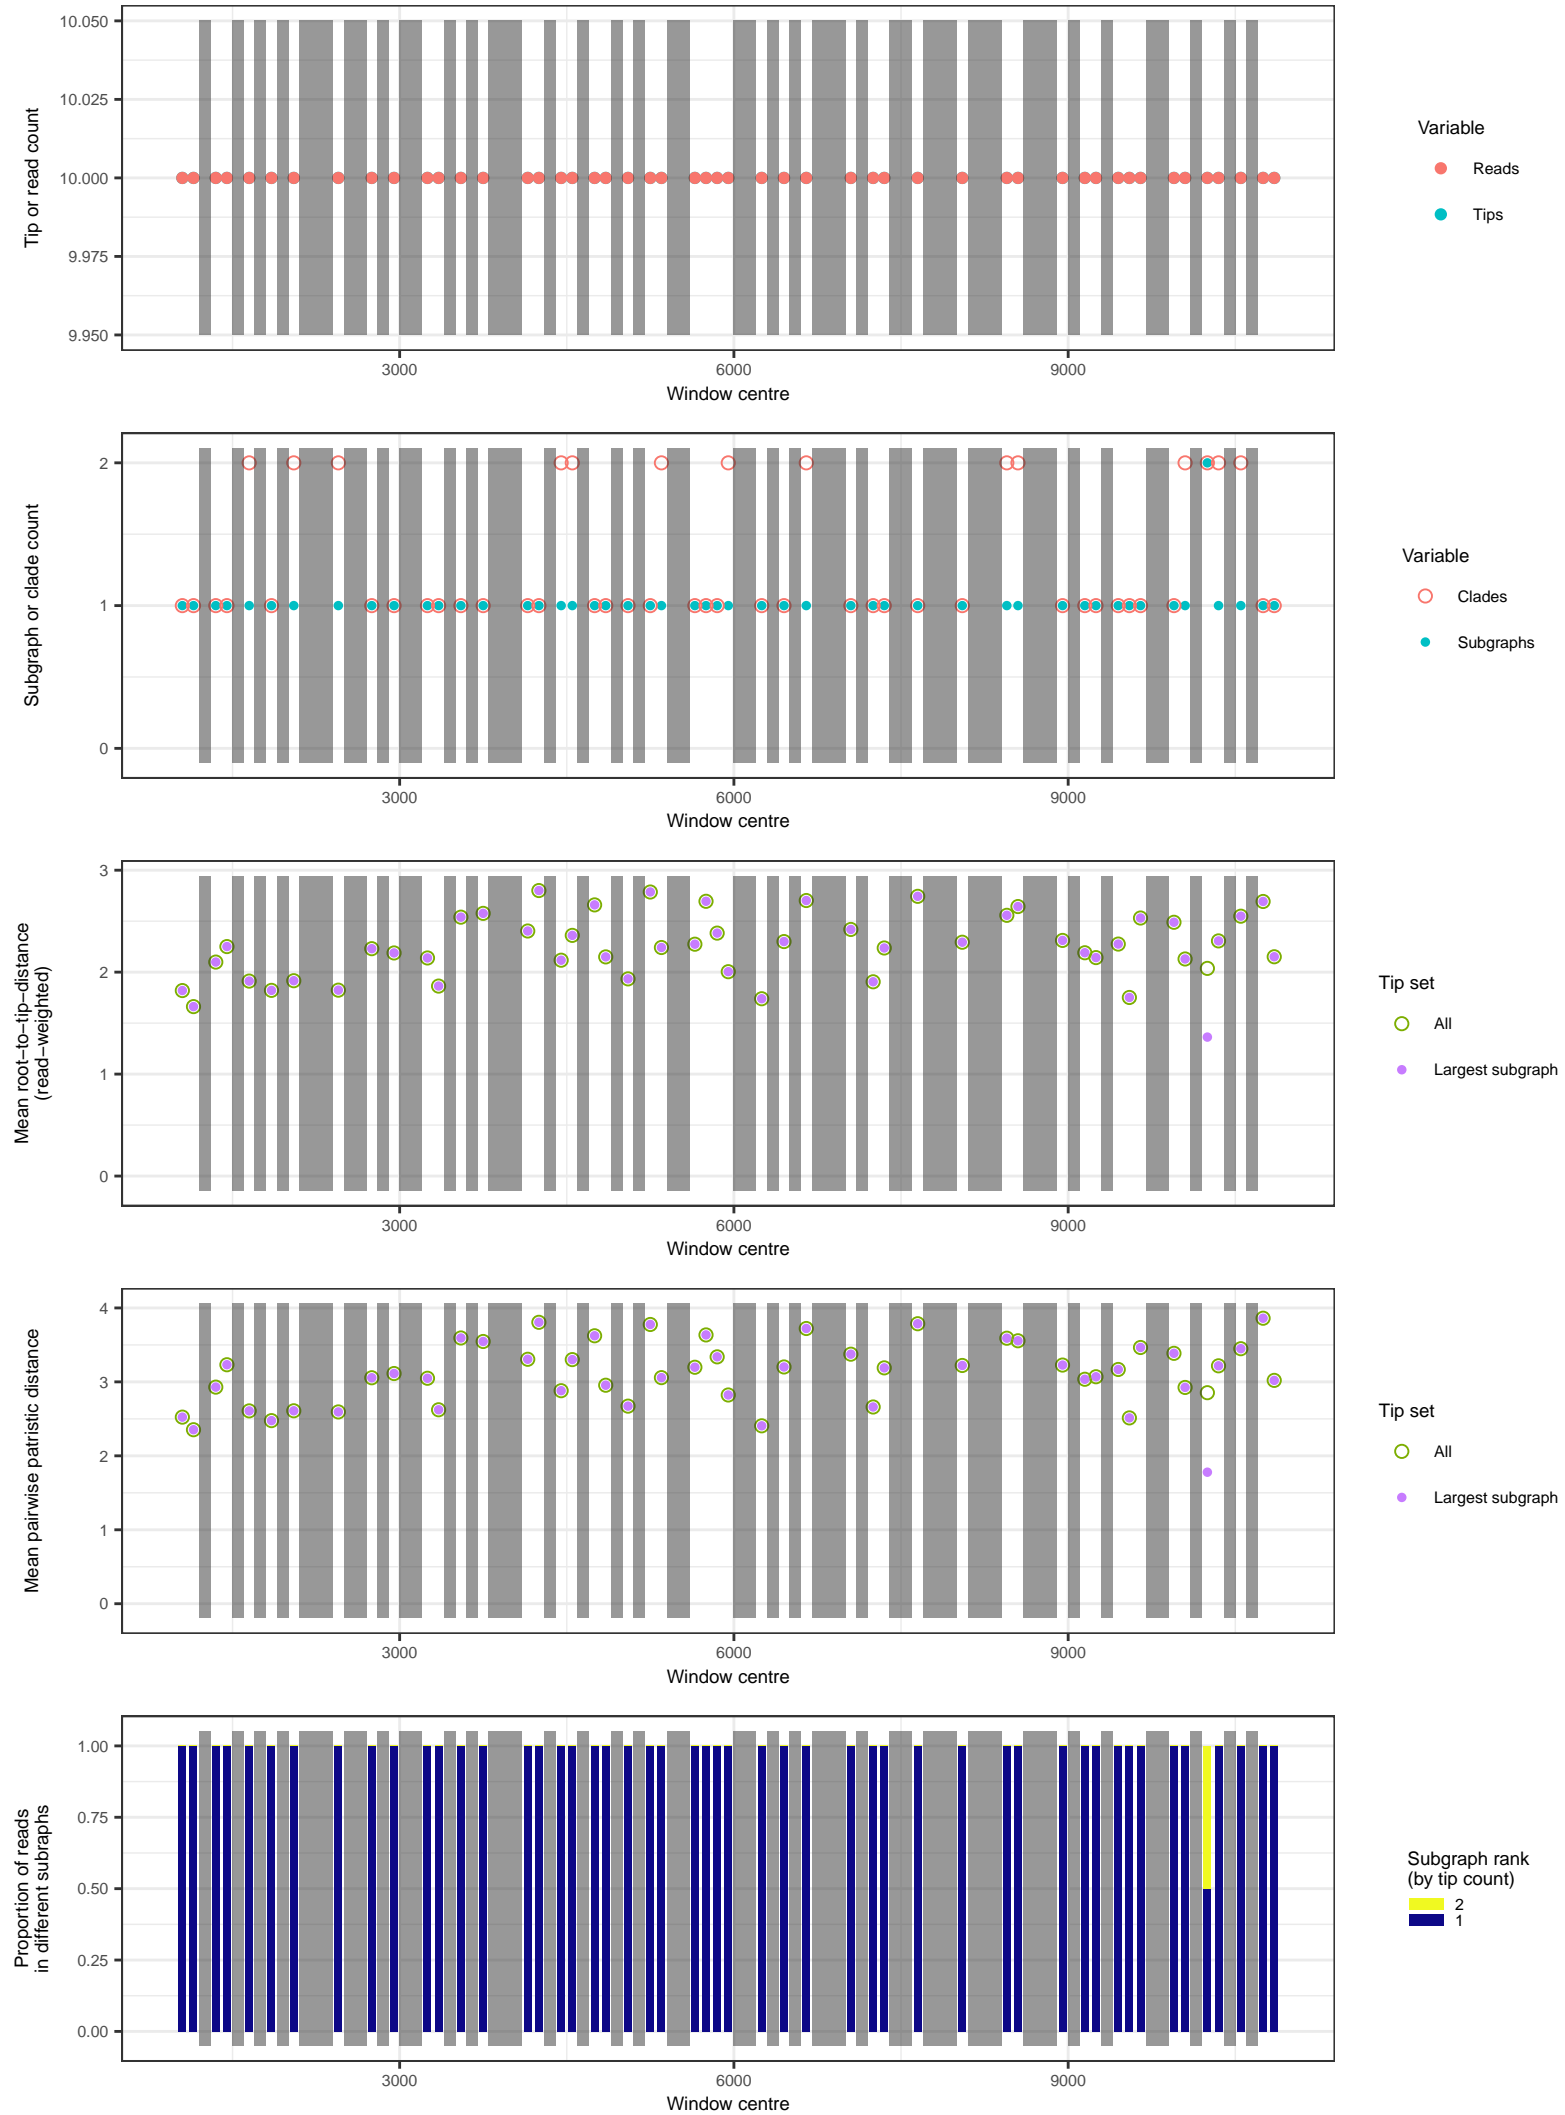 10.050
10.025
10.000
9.975
9.950
Tip or read count
3000
6000
9000
Window centre
Variable
Reads
Tips
2
1
0
Subgraph or clade count
3000
6000
9000
Window centre
Variable
Clades
Subgraphs
3
2
1
0
Mean root−to−tip−distance
(read−weighted)
3000
6000
9000
Window centre
Tip set
All
Largest subgraph
4
3
2
1
0
Mean pairwise patristic distance
3000
6000
9000
Window centre
Tip set
All
Largest subgraph
1.00
0.75
0.50
0.25
0.00
Proportion of reads
in different subraphs
3000
6000
9000
Window centre
Subgraph rank
(by tip count)
2
1